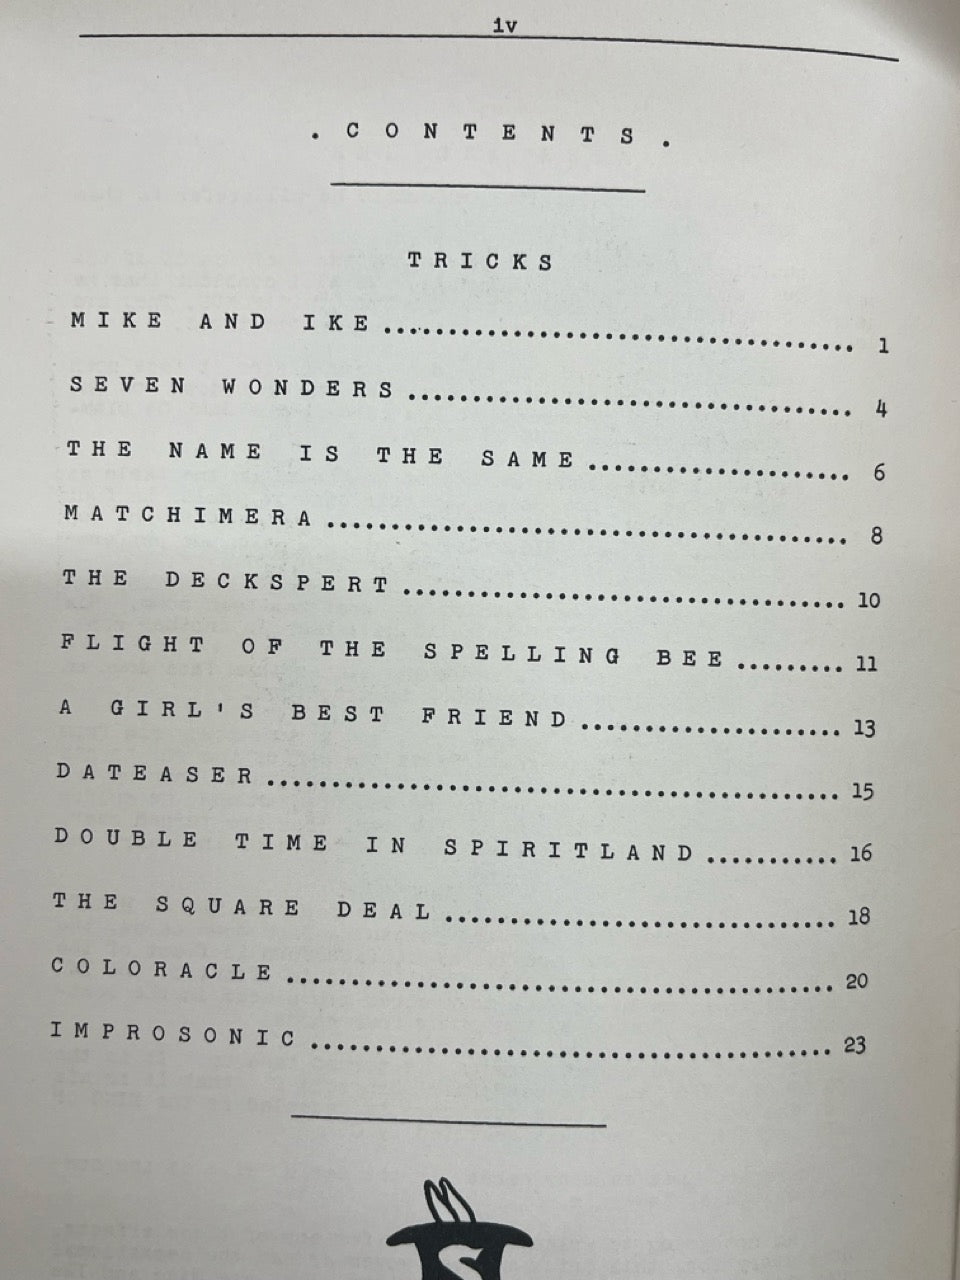 iv
. C O N T E N T S .
T R I C K S
M I K E   A N D   I K E .................................... 1
S E V E N   W O N D E R S .................................. 4
T H E   N A M E   I S   T H E   S A M E .................... 6
M A T C H I M E R A ........................................ 8
T H E   D E C K S P E R T .................................. 10
F L I G H T   O F   T H E   S P E L L I N G   B E E ........ 11
A   G I R L ' S   B E S T   F R I E N D .................... 13
D A T E A S E R ............................................ 15
D O U B L E   T I M E   I N   S P I R I T L A N D .......... 16
T H E   S Q U A R E   D E A L .............................. 18
C O L O R A C L E .......................................... 20
I M P R O S O N I C ........................................ 23
S